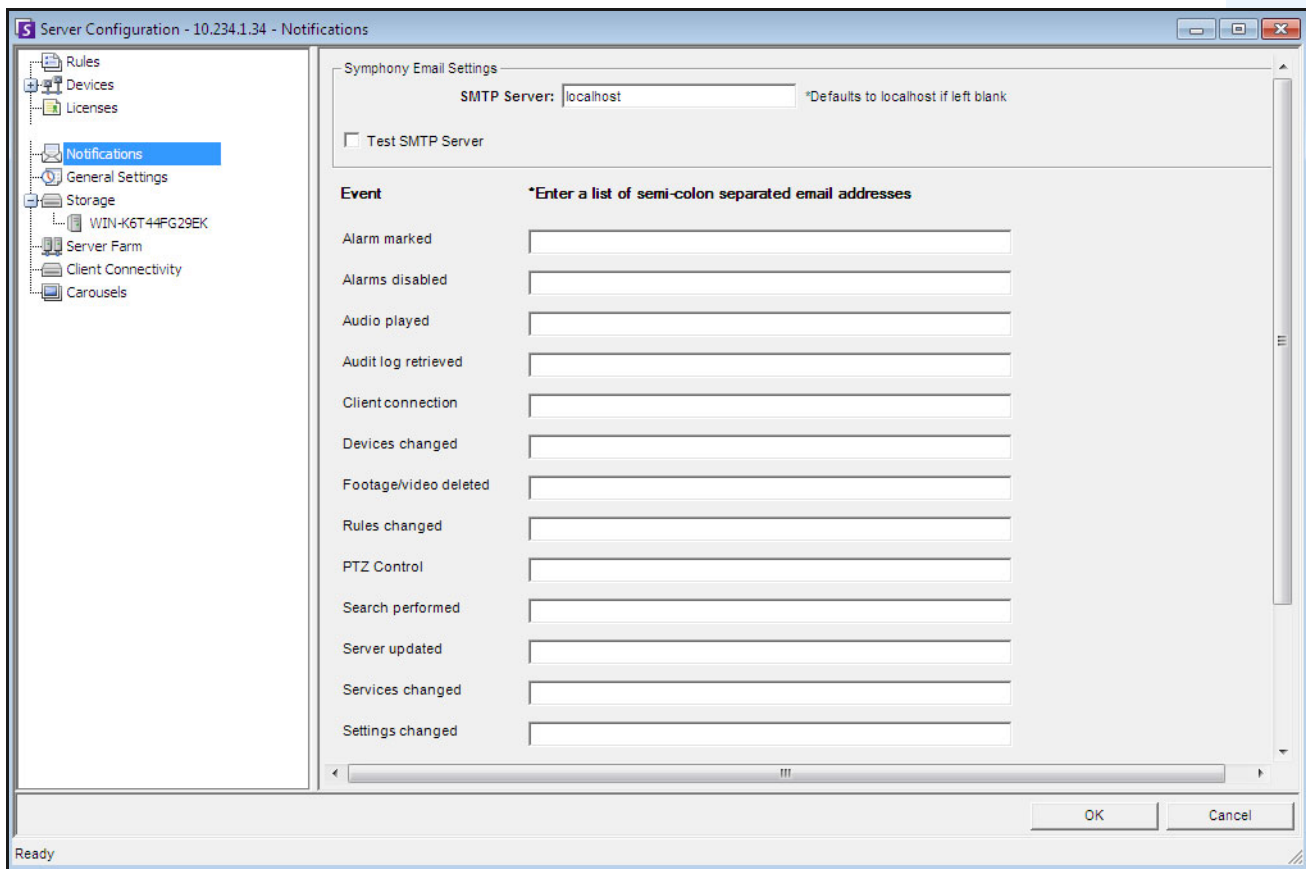 Server Configuration - 10.234.1.34 - Notifications
Rules
Devices
Licenses
Notifications
General Settings
Storage
WIN-K6T44FG29EK
Server Farm
Client Connectivity
Carousels
Symphony Email Settings
SMTP Server: localhost *Defaults to localhost if left blank
Test SMTP Server
Event *Enter a list of semi-colon separated email addresses
Alarm marked
Alarms disabled
Audio played
Audit log retrieved
Client connection
Devices changed
Footage/video deleted
Rules changed
PTZ Control
Search performed
Server updated
Services changed
Settings changed
OK Cancel
Ready